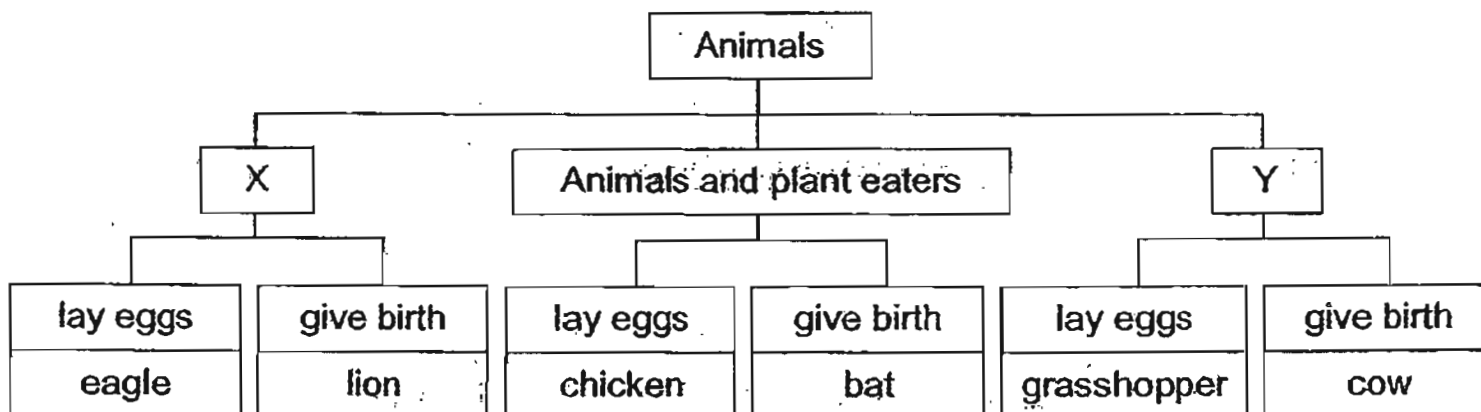 Animals
X
Animals and plant eaters
Y
lay eggs
give birth
lay eggs
give birth
lay eggs
give birth
eagle
lion
chicken
bat
grasshopper
cow